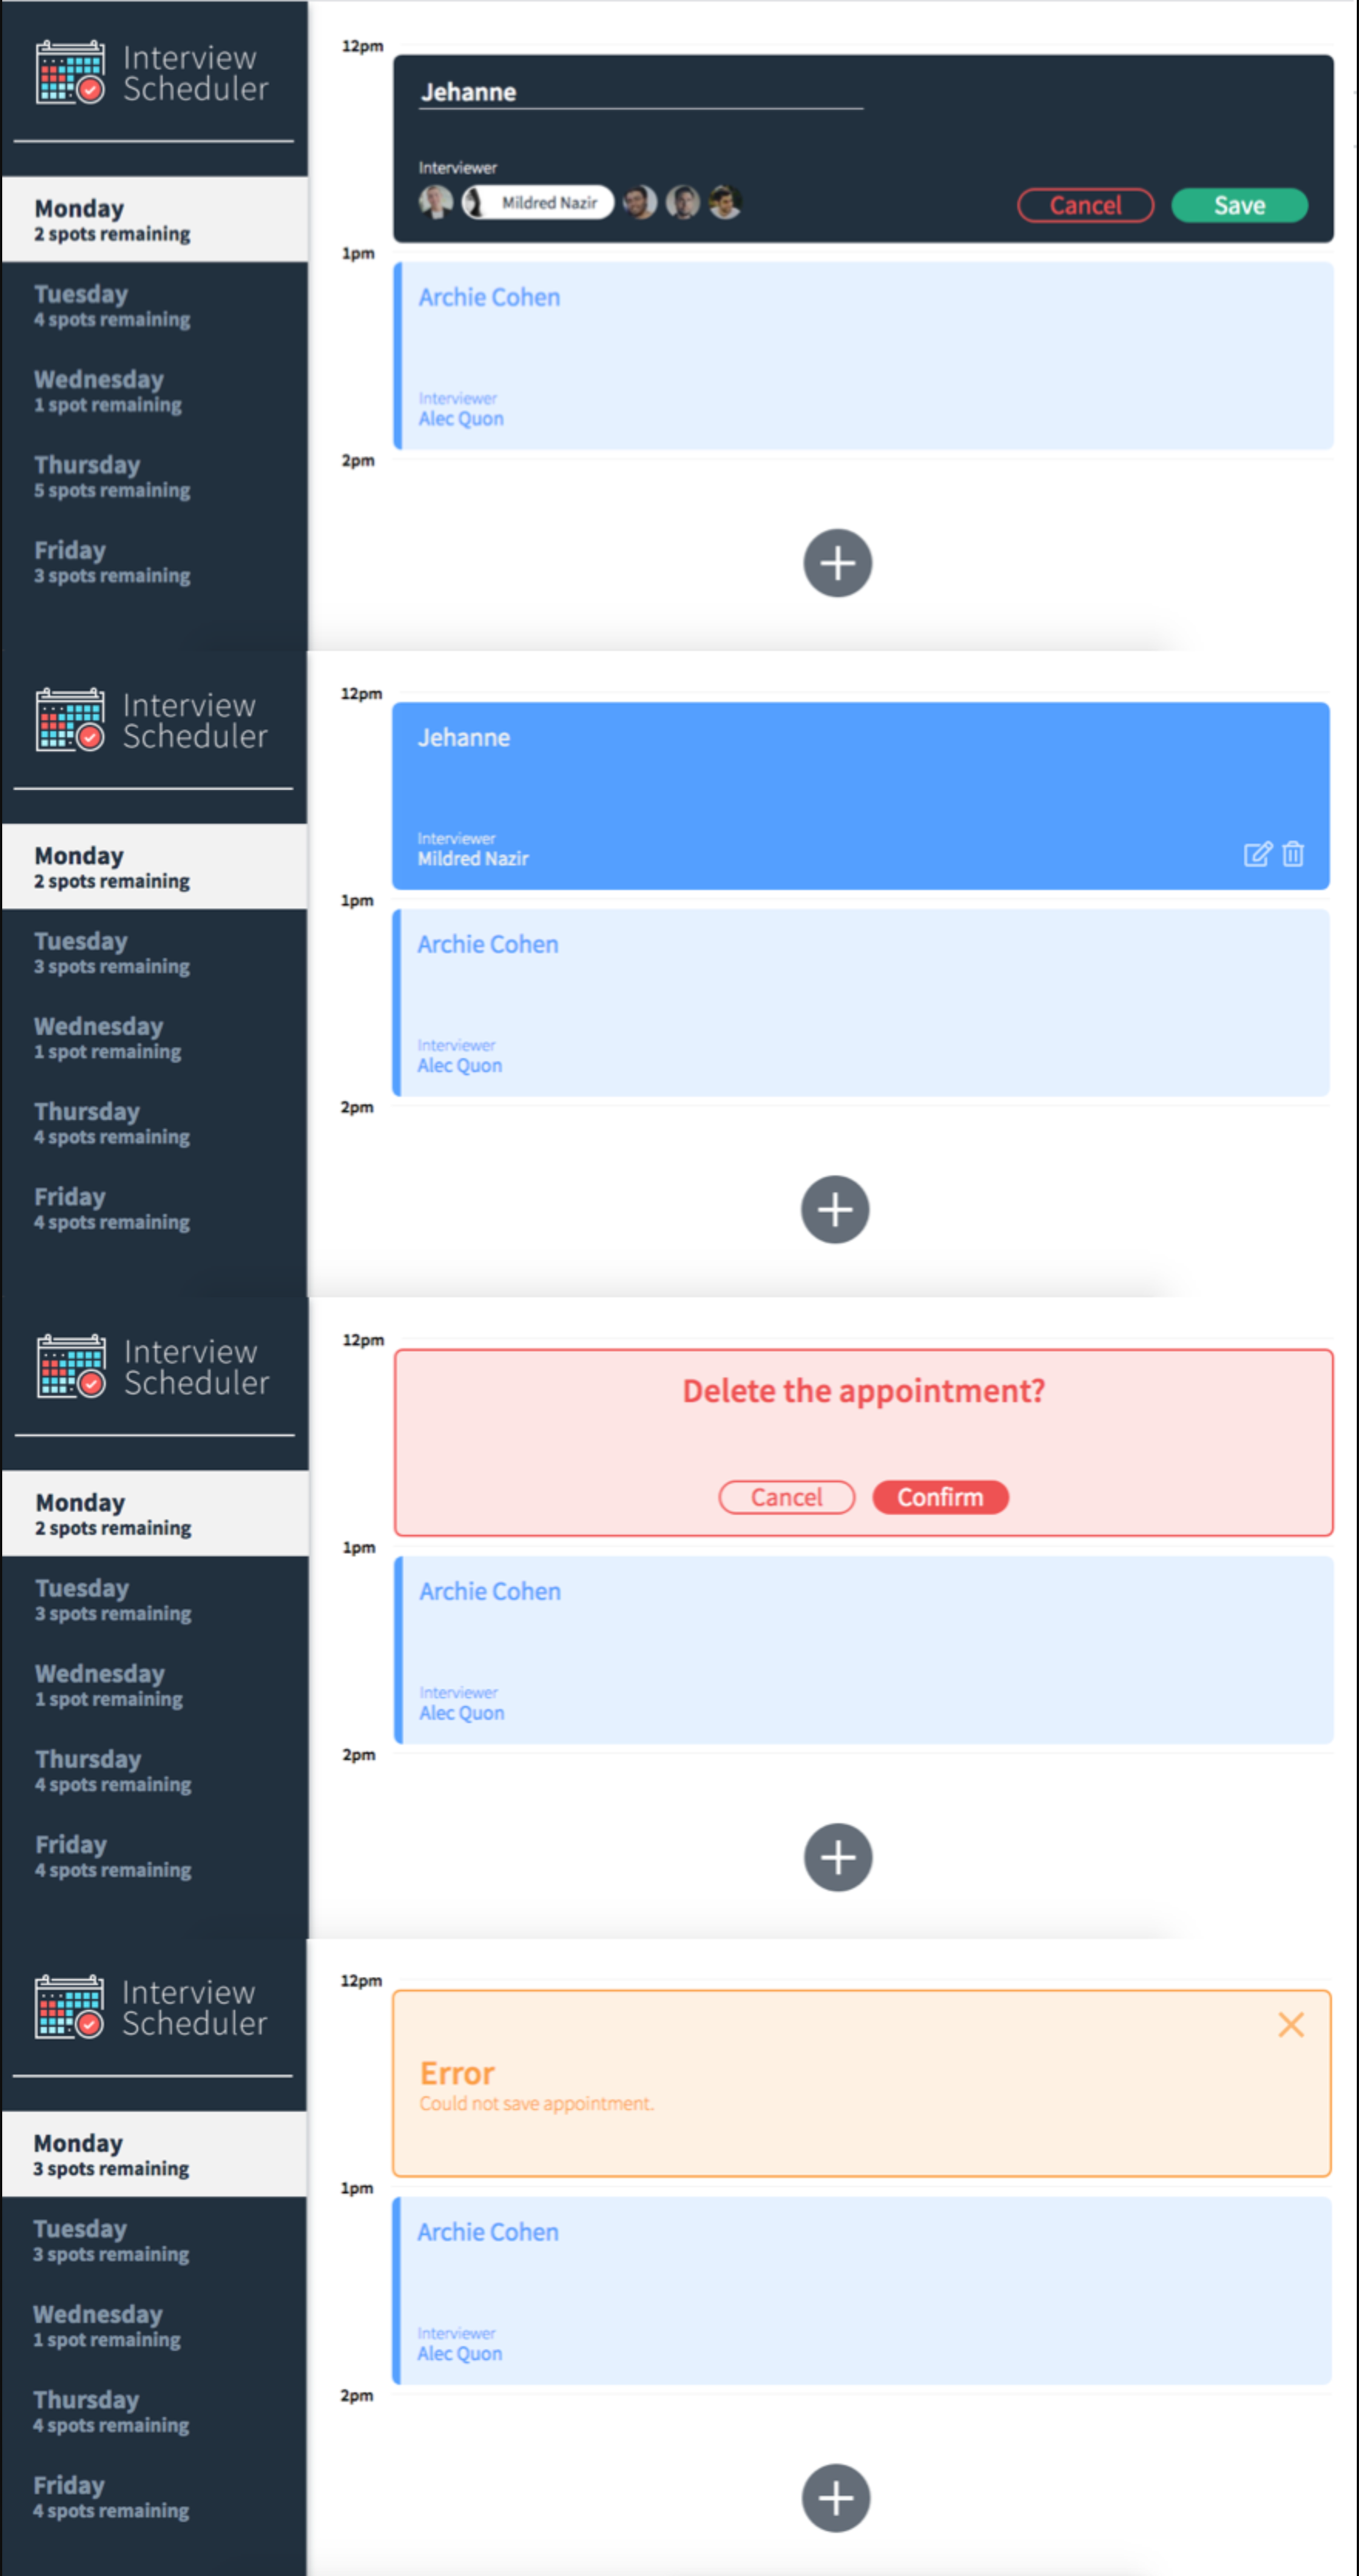 Interview
Scheduler
Monday
2 spots remaining
Tuesday
4 spots remaining
Wednesday
1 spot remaining
Thursday
5 spots remaining
Friday
3 spots remaining
12pm
Jehanne
Interviewer
Mildred Nazir
Cancel
Save
1pm
Archie Cohen
Interviewer
Alec Quon
2pm
Interview
Scheduler
Monday
2 spots remaining
Tuesday
3 spots remaining
Wednesday
1 spot remaining
Thursday
4 spots remaining
Friday
4 spots remaining
12pm
Jehanne
Interviewer
Mildred Nazir
1pm
Archie Cohen
Interviewer
Alec Quon
2pm
Interview
Scheduler
Monday
2 spots remaining
Tuesday
3 spots remaining
Wednesday
1 spot remaining
Thursday
4 spots remaining
Friday
4 spots remaining
12pm
Delete the appointment?
Cancel
Confirm
1pm
Archie Cohen
Interviewer
Alec Quon
2pm
Interview
Scheduler
Monday
3 spots remaining
Tuesday
3 spots remaining
Wednesday
1 spot remaining
Thursday
4 spots remaining
Friday
4 spots remaining
12pm
Error
Could not save appointment.
1pm
Archie Cohen
Interviewer
Alec Quon
2pm